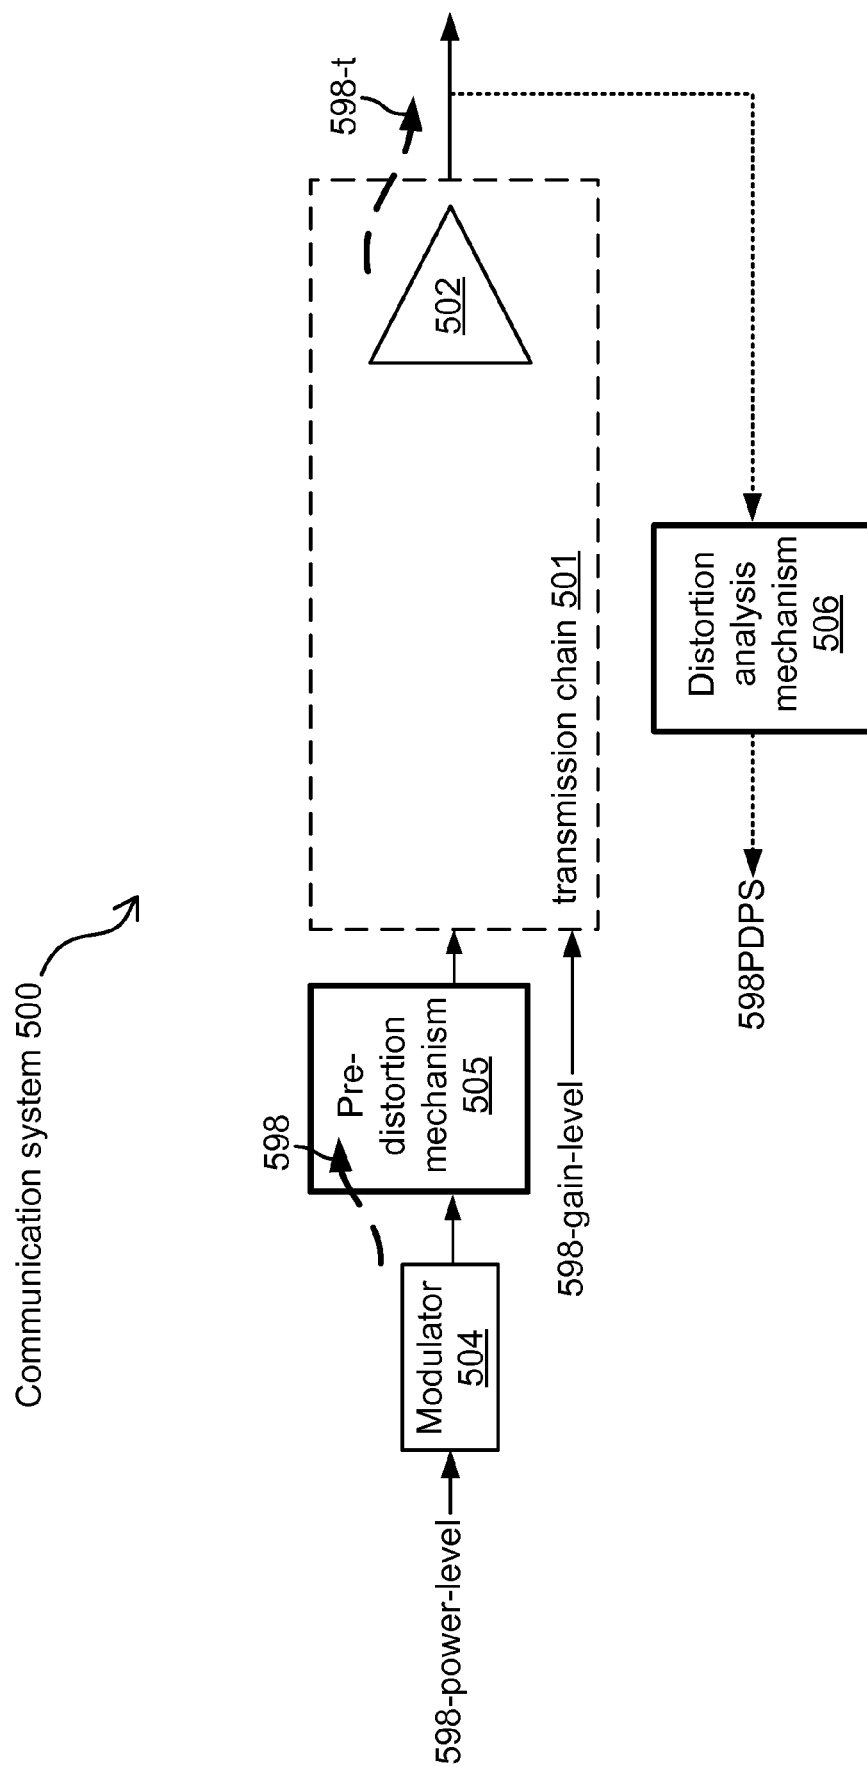 Communication system 500
598-power-level
Modulator
504
598
Pre-
distortion
mechanism
505
598-gain-level
transmission chain 501
502
598-t
Distortion
analysis
mechanism
506
598PDPS